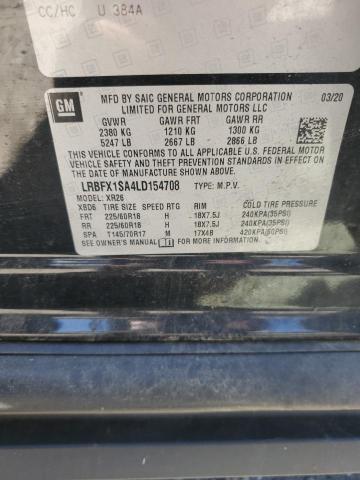 CC/HC U 384A
GM
MFD BY SAIC GENERAL MOTORS CORPORATION 03/20
LIMITED FOR GENERAL MOTORS LLC
GVWR GAWR FRT GAWR RR
2380 KG 1210 KG 1300 KG
5247 LB 2667 LB 2866 LB
THIS VEHICLE CONFORMS TO ALL APPLICABLE U.S. FEDERAL MOTOR
VEHICLE SAFETY AND THEFT PREVENTION STANDARDS IN EFFECT ON THE
DATE OF MANUFACTURE SHOWN ABOVE.
LRBFX1SA4LD154708 TYPE: M.P.V.
MODEL: XR26
XBD6 TIRE SIZE SPEED RTG RIM COLD TIRE PRESSURE
FRT 225/60R18 H 18X7.5J 240KPA(35PSI)
RR 225/60R18 H 18X7.5J 240KPA(35PSI)
SPA T145/70R17 M 17X4B 420KPA(60PSI)
SEE OWNER'S MANUAL FOR ADDITIONAL INFORMATION